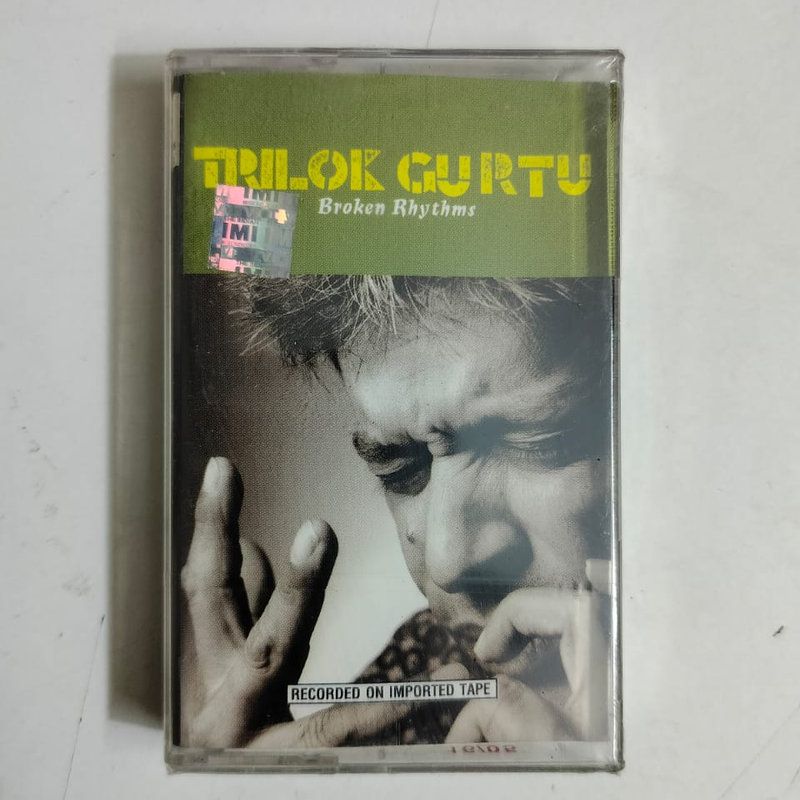 TRILOK GURTU
Broken Rhythms
IMI
RECORDED ON IMPORTED TAPE